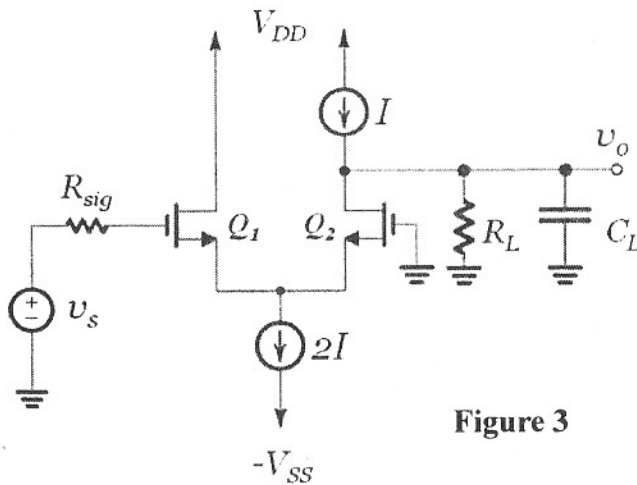 V_DD
I
v_o
R_sig
Q_1
Q_2
R_L
C_L
+
−
v_s
2I
Figure 3
-V_SS